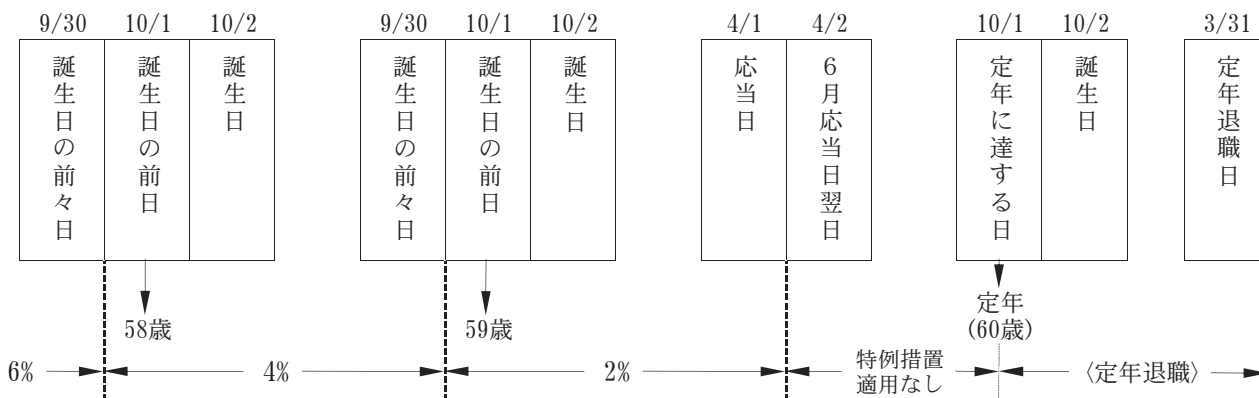 9/30 10/1 10/2 9/30 10/1 10/2 4/1 4/2 10/1 10/2 3/31
誕生日の前々日
誕生日の前日
誕生日
誕生日の前々日
誕生日の前日
誕生日
応当日
6月応当日翌日
定年に達する日
誕生日
定年退職日
58歳
59歳
定年
(60歳)
6%
4%
2%
特例措置
適用なし
〈定年退職〉